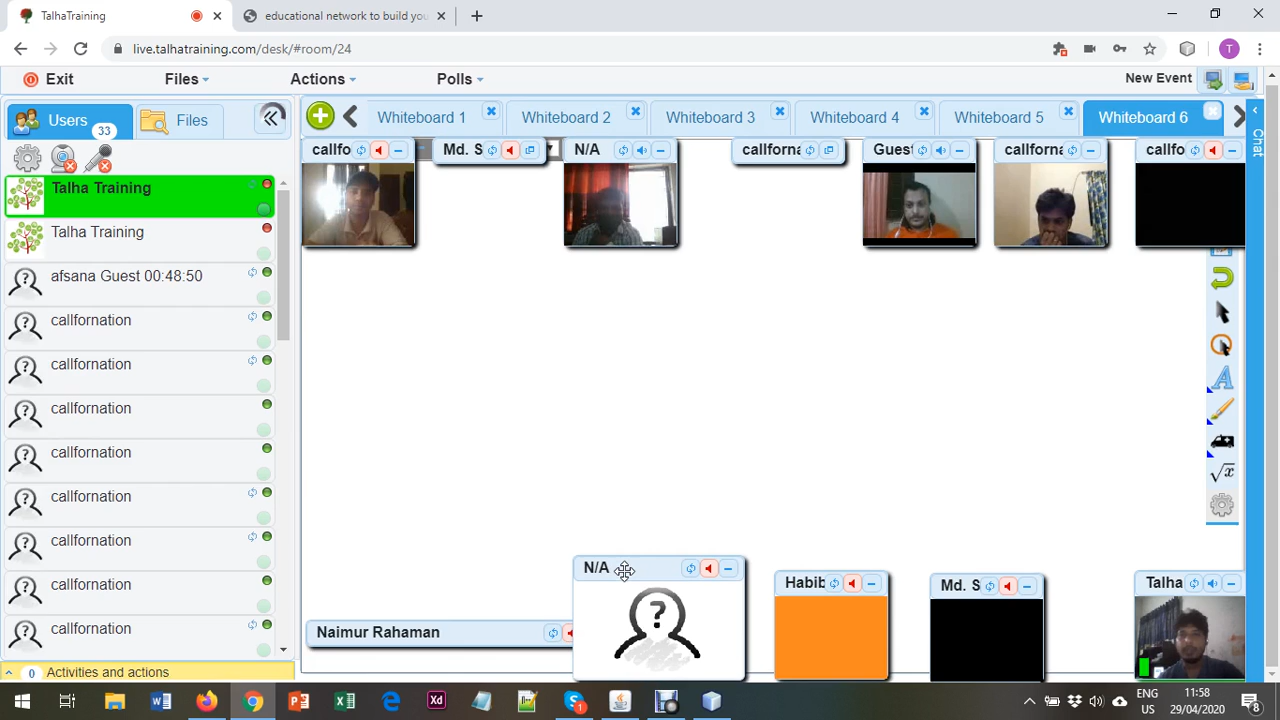 TalhaTraining
educational network to build you
live.talhatraining.com/desk/#room/24
T
Exit
Files
Actions
Polls
New Event
Users
33
Files
Whiteboard 1
Whiteboard 2
Whiteboard 3
Whiteboard 4
Whiteboard 5
Whiteboard 6
Chat
callfo
Md. S
N/A
callforna
Guest
callforna
callfo
Talha Training
Talha Training
afsana Guest 00:48:50
callfornation
callfornation
callfornation
callfornation
callfornation
callfornation
callfornation
callfornation
A
√x
Naimur Rahaman
N/A
Habib
Md. S
Talha
0 Activities and actions
ENG
US
11:58
29/04/2020
8